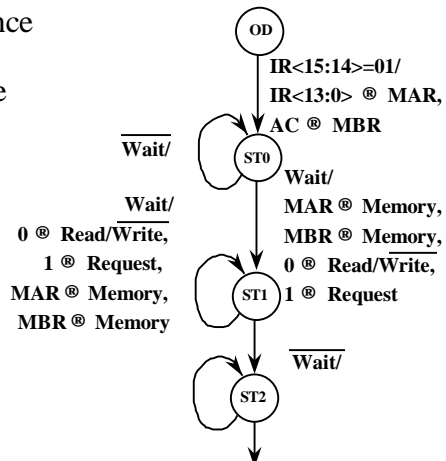 nce
e
OD
IR<15:14>=01/
IR<13:0> ® MAR,
AC ® MBR
Wait/
ST0
Wait/
0 ® Read/Write,
1 ® Request,
MAR ® Memory,
MBR ® Memory
Wait/
MAR ® Memory,
MBR ® Memory,
0 ® Read/Write,
1 ® Request
ST1
Wait/
ST2